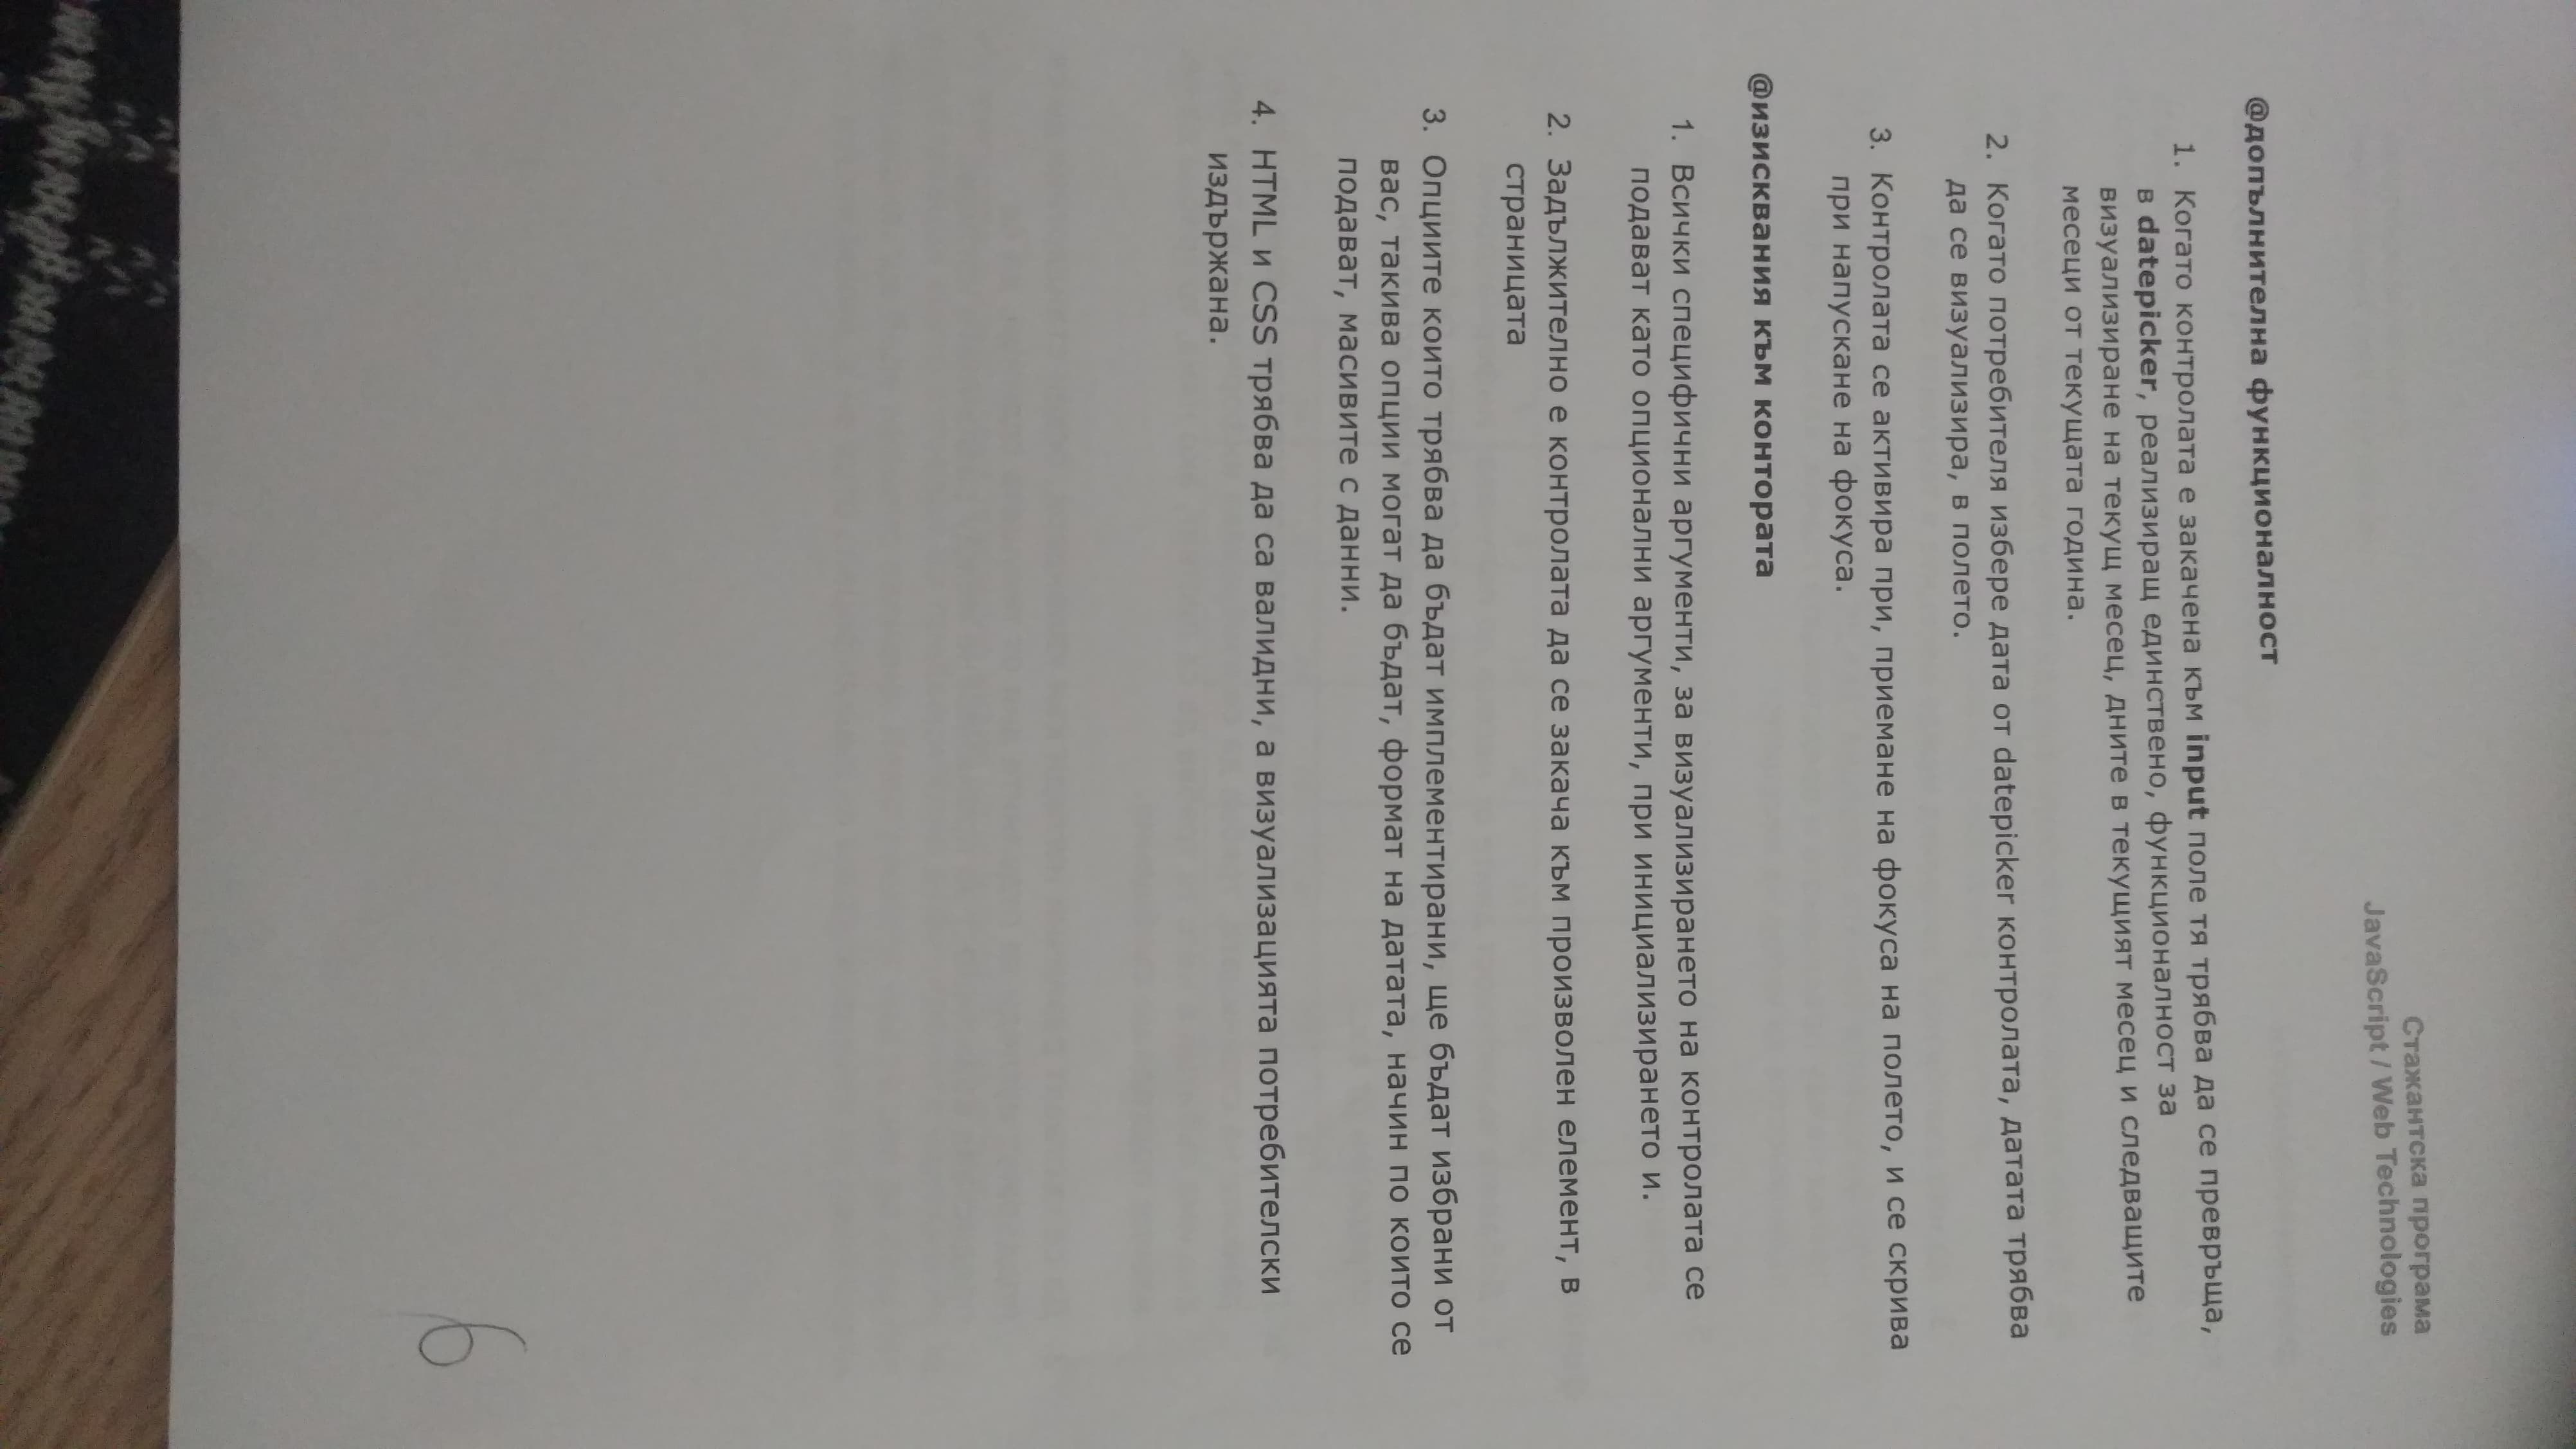 Стажантска програма
JavaScript / Web Technologies
@допълнителна функционалност
1. Когато контролата е закачена към input поле тя трябва да се превръща,
в datepicker, реализиращ единствено, функционалност за
визуализиране на текущ месец, дните в текущият месец и следващите
месеци от текущата година.
2. Когато потребителя избере дата от datepicker контролата, датата трябва
да се визуализира, в полето.
3. Контролата се активира при, приемане на фокуса на полето, и се скрива
при напускане на фокуса.
@изисквания към контората
1. Всички специфични аргументи, за визуализирането на контролата се
подават като опционални аргументи, при инициализирането и.
2. Задължително е контролата да се закача към произволен елемент, в
страницата
3. Опциите които трябва да бъдат имплементирани, ще бъдат избрани от
вас, такива опции могат да бъдат, формат на датата, начин по които се
подават, масивите с данни.
4. HTML и CSS трябва да са валидни, а визуализацията потребителски
издържана.
6